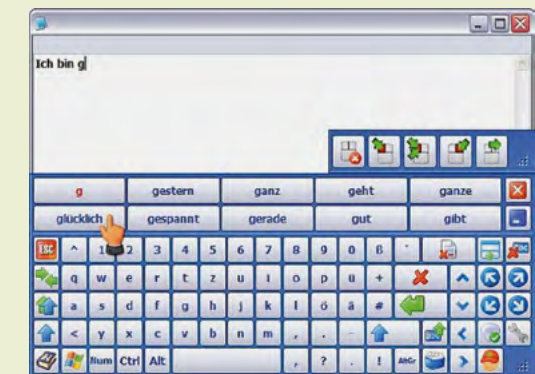 Ich bin g
g gestern ganz geht ganze
glücklich gespannt gerade gut gibt
ESC ^ 1 2 3 4 5 6 7 8 9 0 ß ´
q w e r t z u i o p ü +
a s d f g h j k l ö ä #
< y x c v b n m , . -
Num Ctrl Alt , ? . ! AltGr